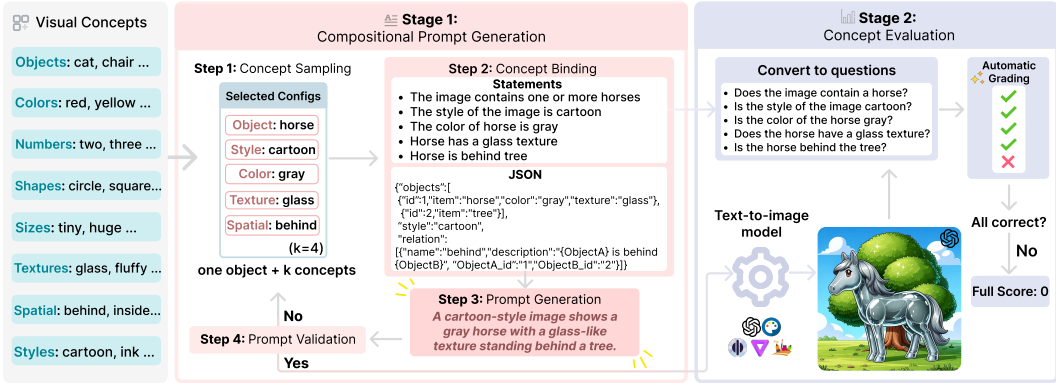 Visual Concepts
Objects: cat, chair ...
Colors: red, yellow ...
Numbers: two, three ...
Shapes: circle, square...
Sizes: tiny, huge ...
Textures: glass, fluffy ...
Spatial: behind, inside...
Styles: cartoon, ink ...
Stage 1:
Compositional Prompt Generation
Step 1: Concept Sampling
Selected Configs
Object: horse
Style: cartoon
Color: gray
Texture: glass
Spatial: behind
(k=4)
one object + k concepts
Step 2: Concept Binding
Statements
• The image contains one or more horses
• The style of the image is cartoon
• The color of horse is gray
• Horse has a glass texture
• Horse is behind tree
JSON
{"objects":[
{"id":1,"item":"horse","color":"gray","texture":"glass"},
{"id":2,"item":"tree"}],
"style":"cartoon",
"relation":
[{"name":"behind","description":"{ObjectA} is behind
{ObjectB}", "ObjectA_id":"1","ObjectB_id":"2"}]}
Step 3: Prompt Generation
A cartoon-style image shows a
gray horse with a glass-like
texture standing behind a tree.
Step 4: Prompt Validation
No
Yes
Stage 2:
Concept Evaluation
Convert to questions
• Does the image contain a horse?
• Is the style of the image cartoon?
• Is the color of the horse gray?
• Does the horse have a glass texture?
• Is the horse behind the tree?
Automatic
Grading
Text-to-image
model
All correct?
No
Full Score: 0